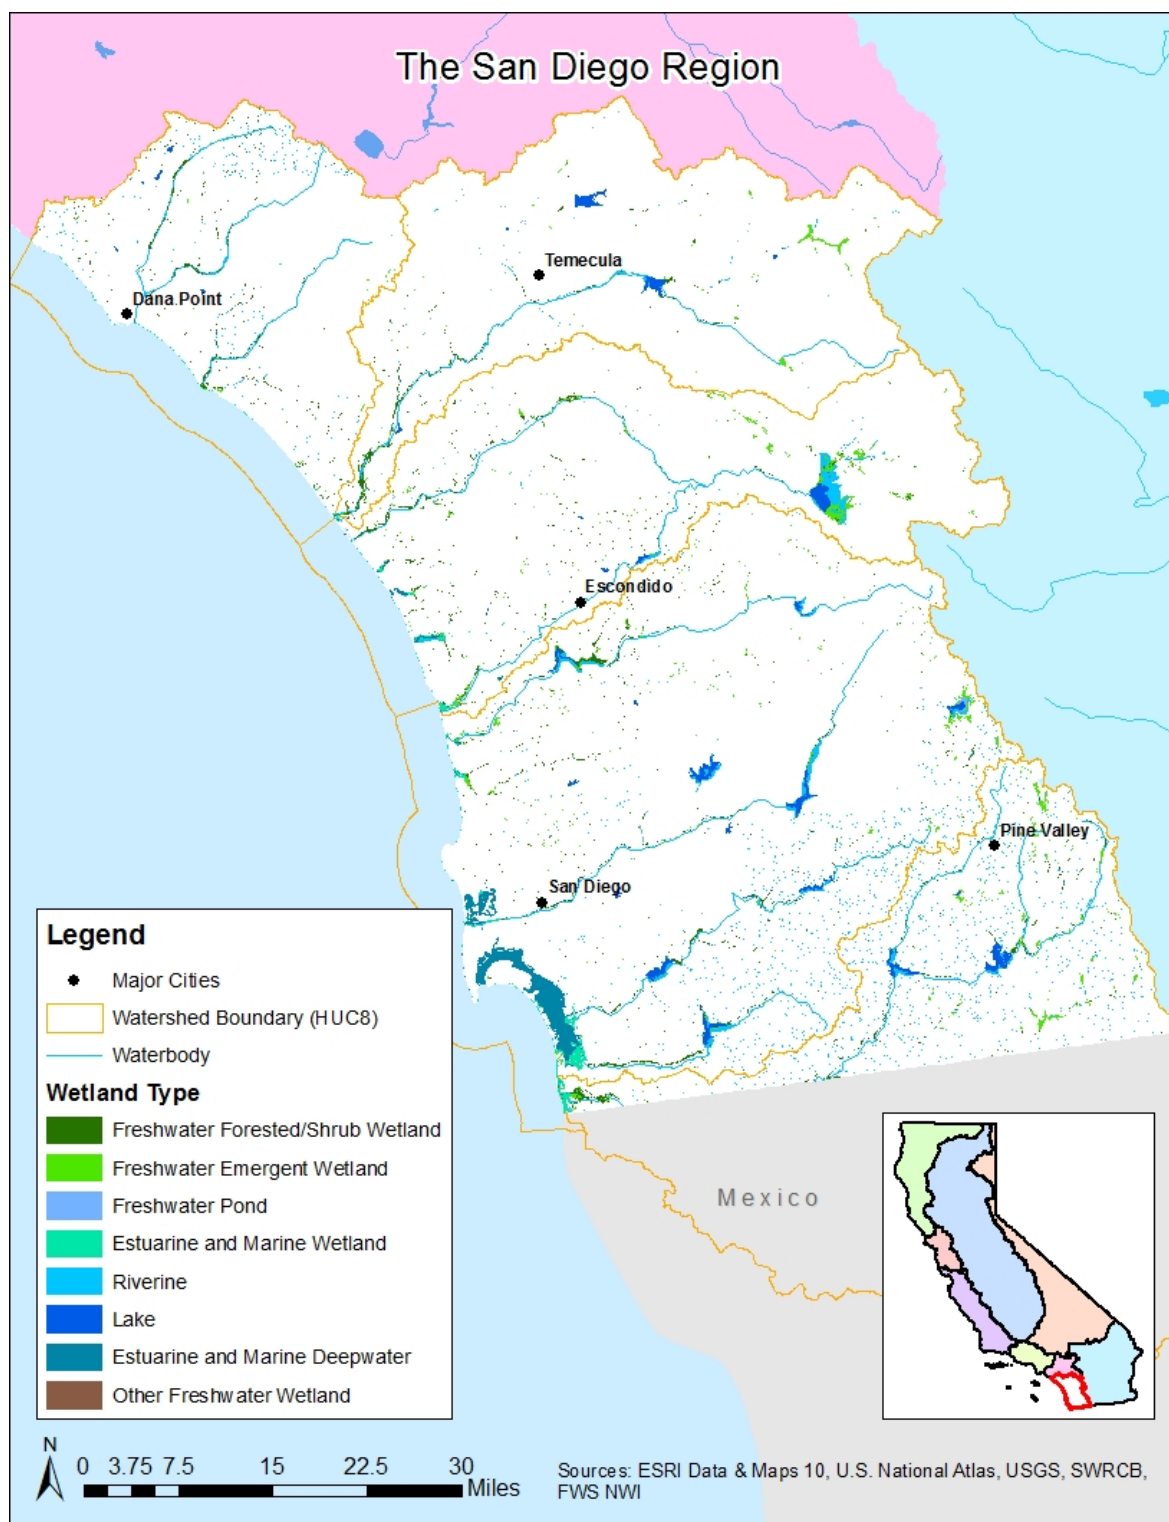 The San Diego Region
Temecula
Dana Point
Escondido
Pine Valley
San Diego
Legend
Major Cities
Watershed Boundary (HUC8)
Waterbody
Wetland Type
Freshwater Forested/Shrub Wetland
Freshwater Emergent Wetland
Freshwater Pond
Estuarine and Marine Wetland
Riverine
Lake
Estuarine and Marine Deepwater
Other Freshwater Wetland
Mexico
N
0 3.75 7.5 15 22.5 30
Miles
Sources: ESRI Data & Maps 10, U.S. National Atlas, USGS, SWRCB,
FWS NWI